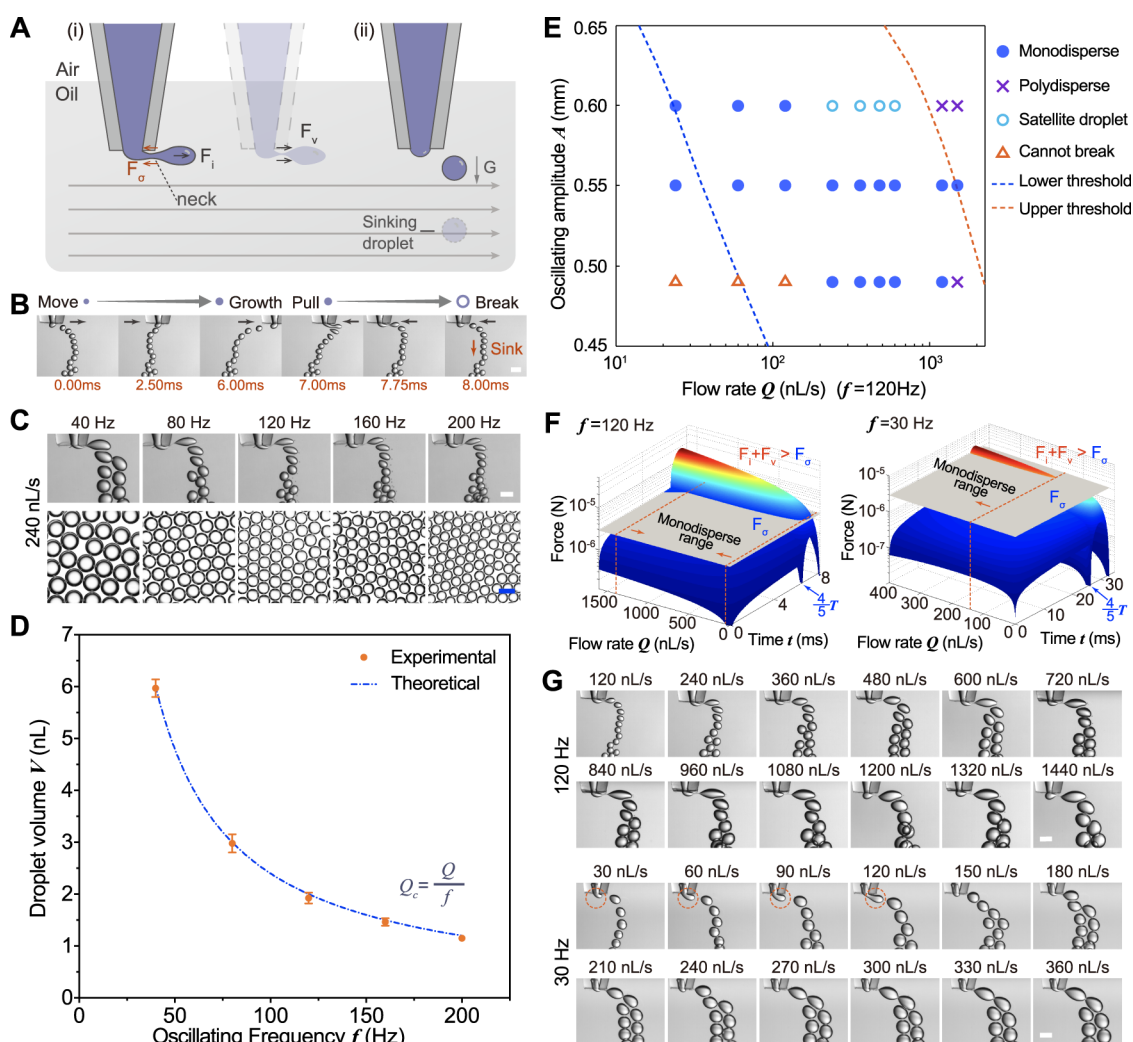 A
(i)
(ii)
Air
Oil
Fσ
Fi
Fv
neck
G
Sinking
droplet
B
Move
Growth
Pull
Break
Sink
0.00ms
2.50ms
6.00ms
7.00ms
7.75ms
8.00ms
C
40 Hz
80 Hz
120 Hz
160 Hz
200 Hz
240 nL/s
D
Droplet volume V (nL)
7
6
5
4
3
2
1
0
Experimental
Theoretical
Qc = Q/f
0
50
100
150
200
Oscillating Frequency f (Hz)
E
Oscillating amplitude A (mm)
0.65
0.60
0.55
0.50
0.45
10¹
10²
10³
Flow rate Q (nL/s) (f=120Hz)
Monodisperse
Polydisperse
Satellite droplet
Cannot break
Lower threshold
Upper threshold
F
f=120 Hz
Fi+Fv > Fσ
Monodisperse
range
Fσ
Force (N)
10⁻⁵
10⁻⁶
1500
1000
500
0
Flow rate Q (nL/s)
0
4
8
4/5 T
Time t (ms)
f=30 Hz
Fi+Fv > Fσ
Monodisperse
range
Fσ
Force (N)
10⁻⁵
10⁻⁶
10⁻⁷
400
300
200
100
0
Flow rate Q (nL/s)
0
10
20
30
4/5 T
Time t (ms)
G
120 Hz
120 nL/s
240 nL/s
360 nL/s
480 nL/s
600 nL/s
720 nL/s
840 nL/s
960 nL/s
1080 nL/s
1200 nL/s
1320 nL/s
1440 nL/s
30 Hz
30 nL/s
60 nL/s
90 nL/s
120 nL/s
150 nL/s
180 nL/s
210 nL/s
240 nL/s
270 nL/s
300 nL/s
330 nL/s
360 nL/s